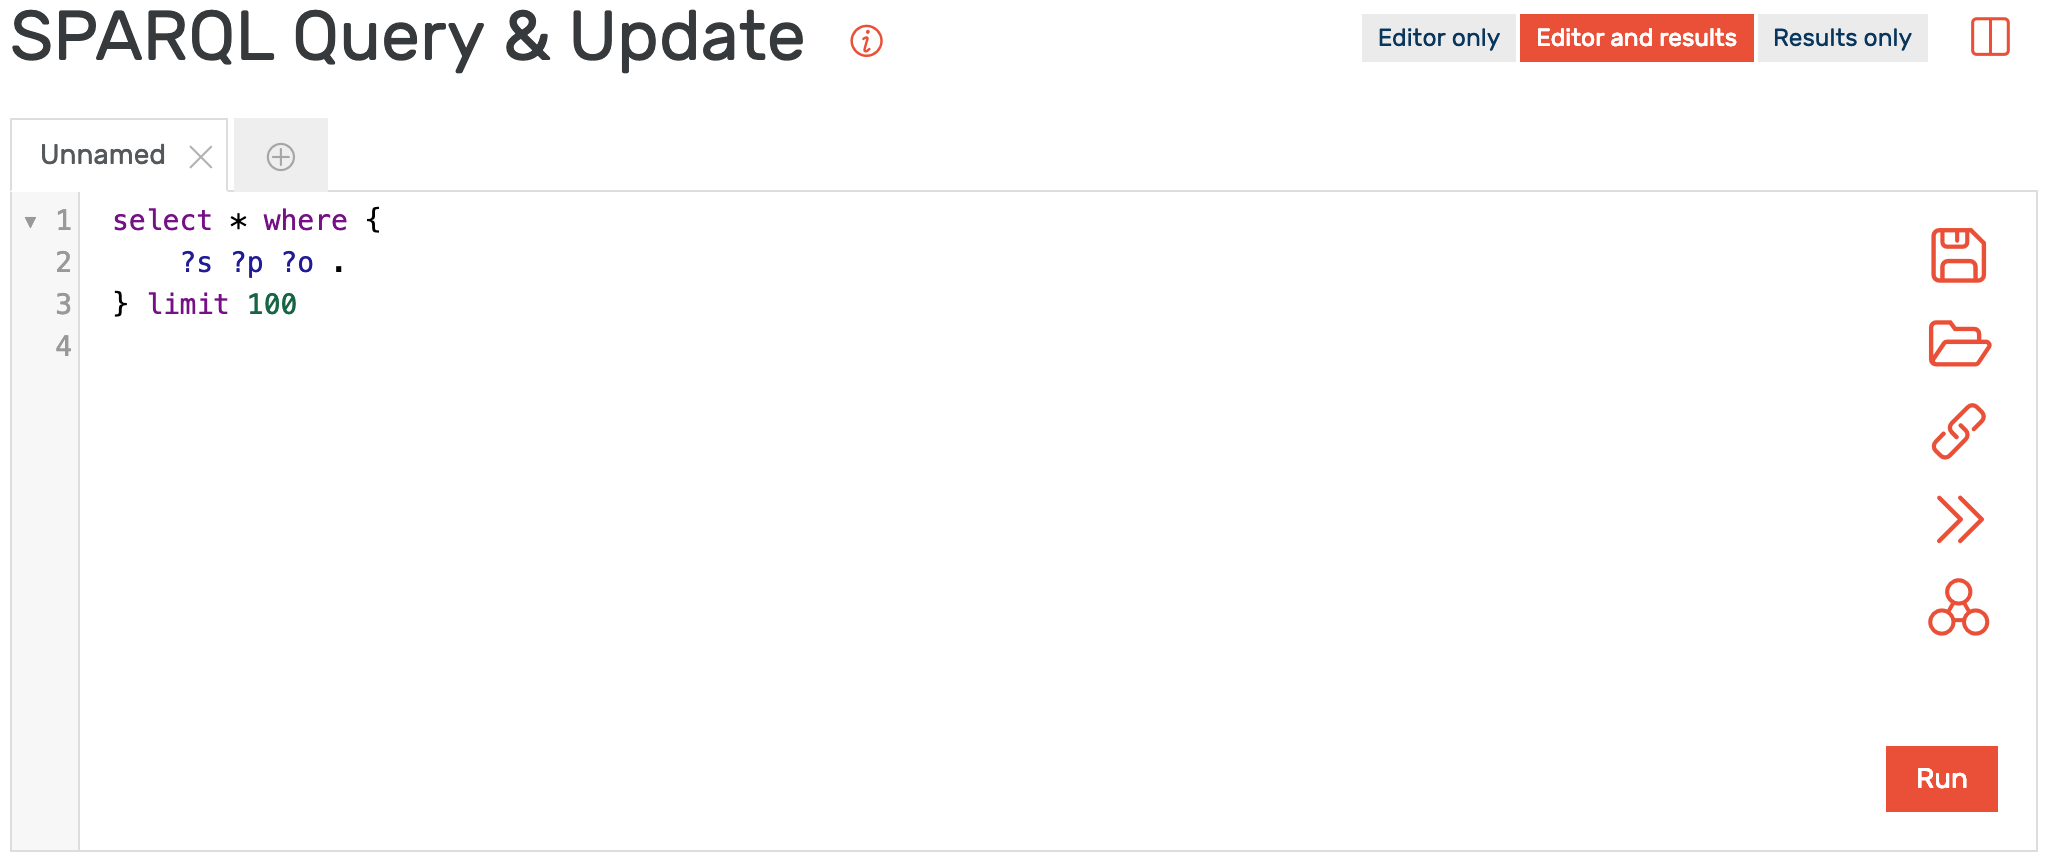 SPARQL Query & Update
Editor only Editor and results Results only
Unnamed
1 select * where {
2 ?s ?p ?o .
3 } limit 100
4
Run